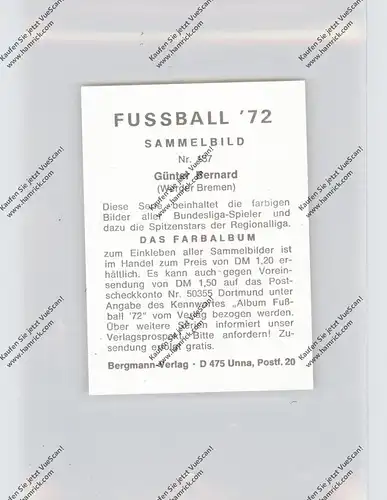 FUSSBALL '72
SAMMELBILD
Nr. 137
Günter Bernard
(Werder Bremen)
Diese Serie beinhaltet die farbigen
Bilder aller Bundesliga-Spieler und
dazu die Spitzenstars der Regionalliga.
DAS FARBALBUM
zum Einkleben aller Sammelbilder ist
im Handel zum Preis von DM 1,20 er-
hältlich. Es kann auch gegen Vorein-
sendung von DM 1,50 auf das Post-
scheckkonto Nr. 50355 Dortmund unter
Angabe des Kennwortes „Album Fuß-
ball '72" vom Verlag bezogen werden.
Über weitere Serien informiert unser
Verlagsprospekt. Bitte anfordern! Zu-
sendung erfolgt gratis.
Bergmann-Verlag · D 475 Unna, Postf. 20
Kaufen Sie jetzt VueScan!
www.hamrick.com